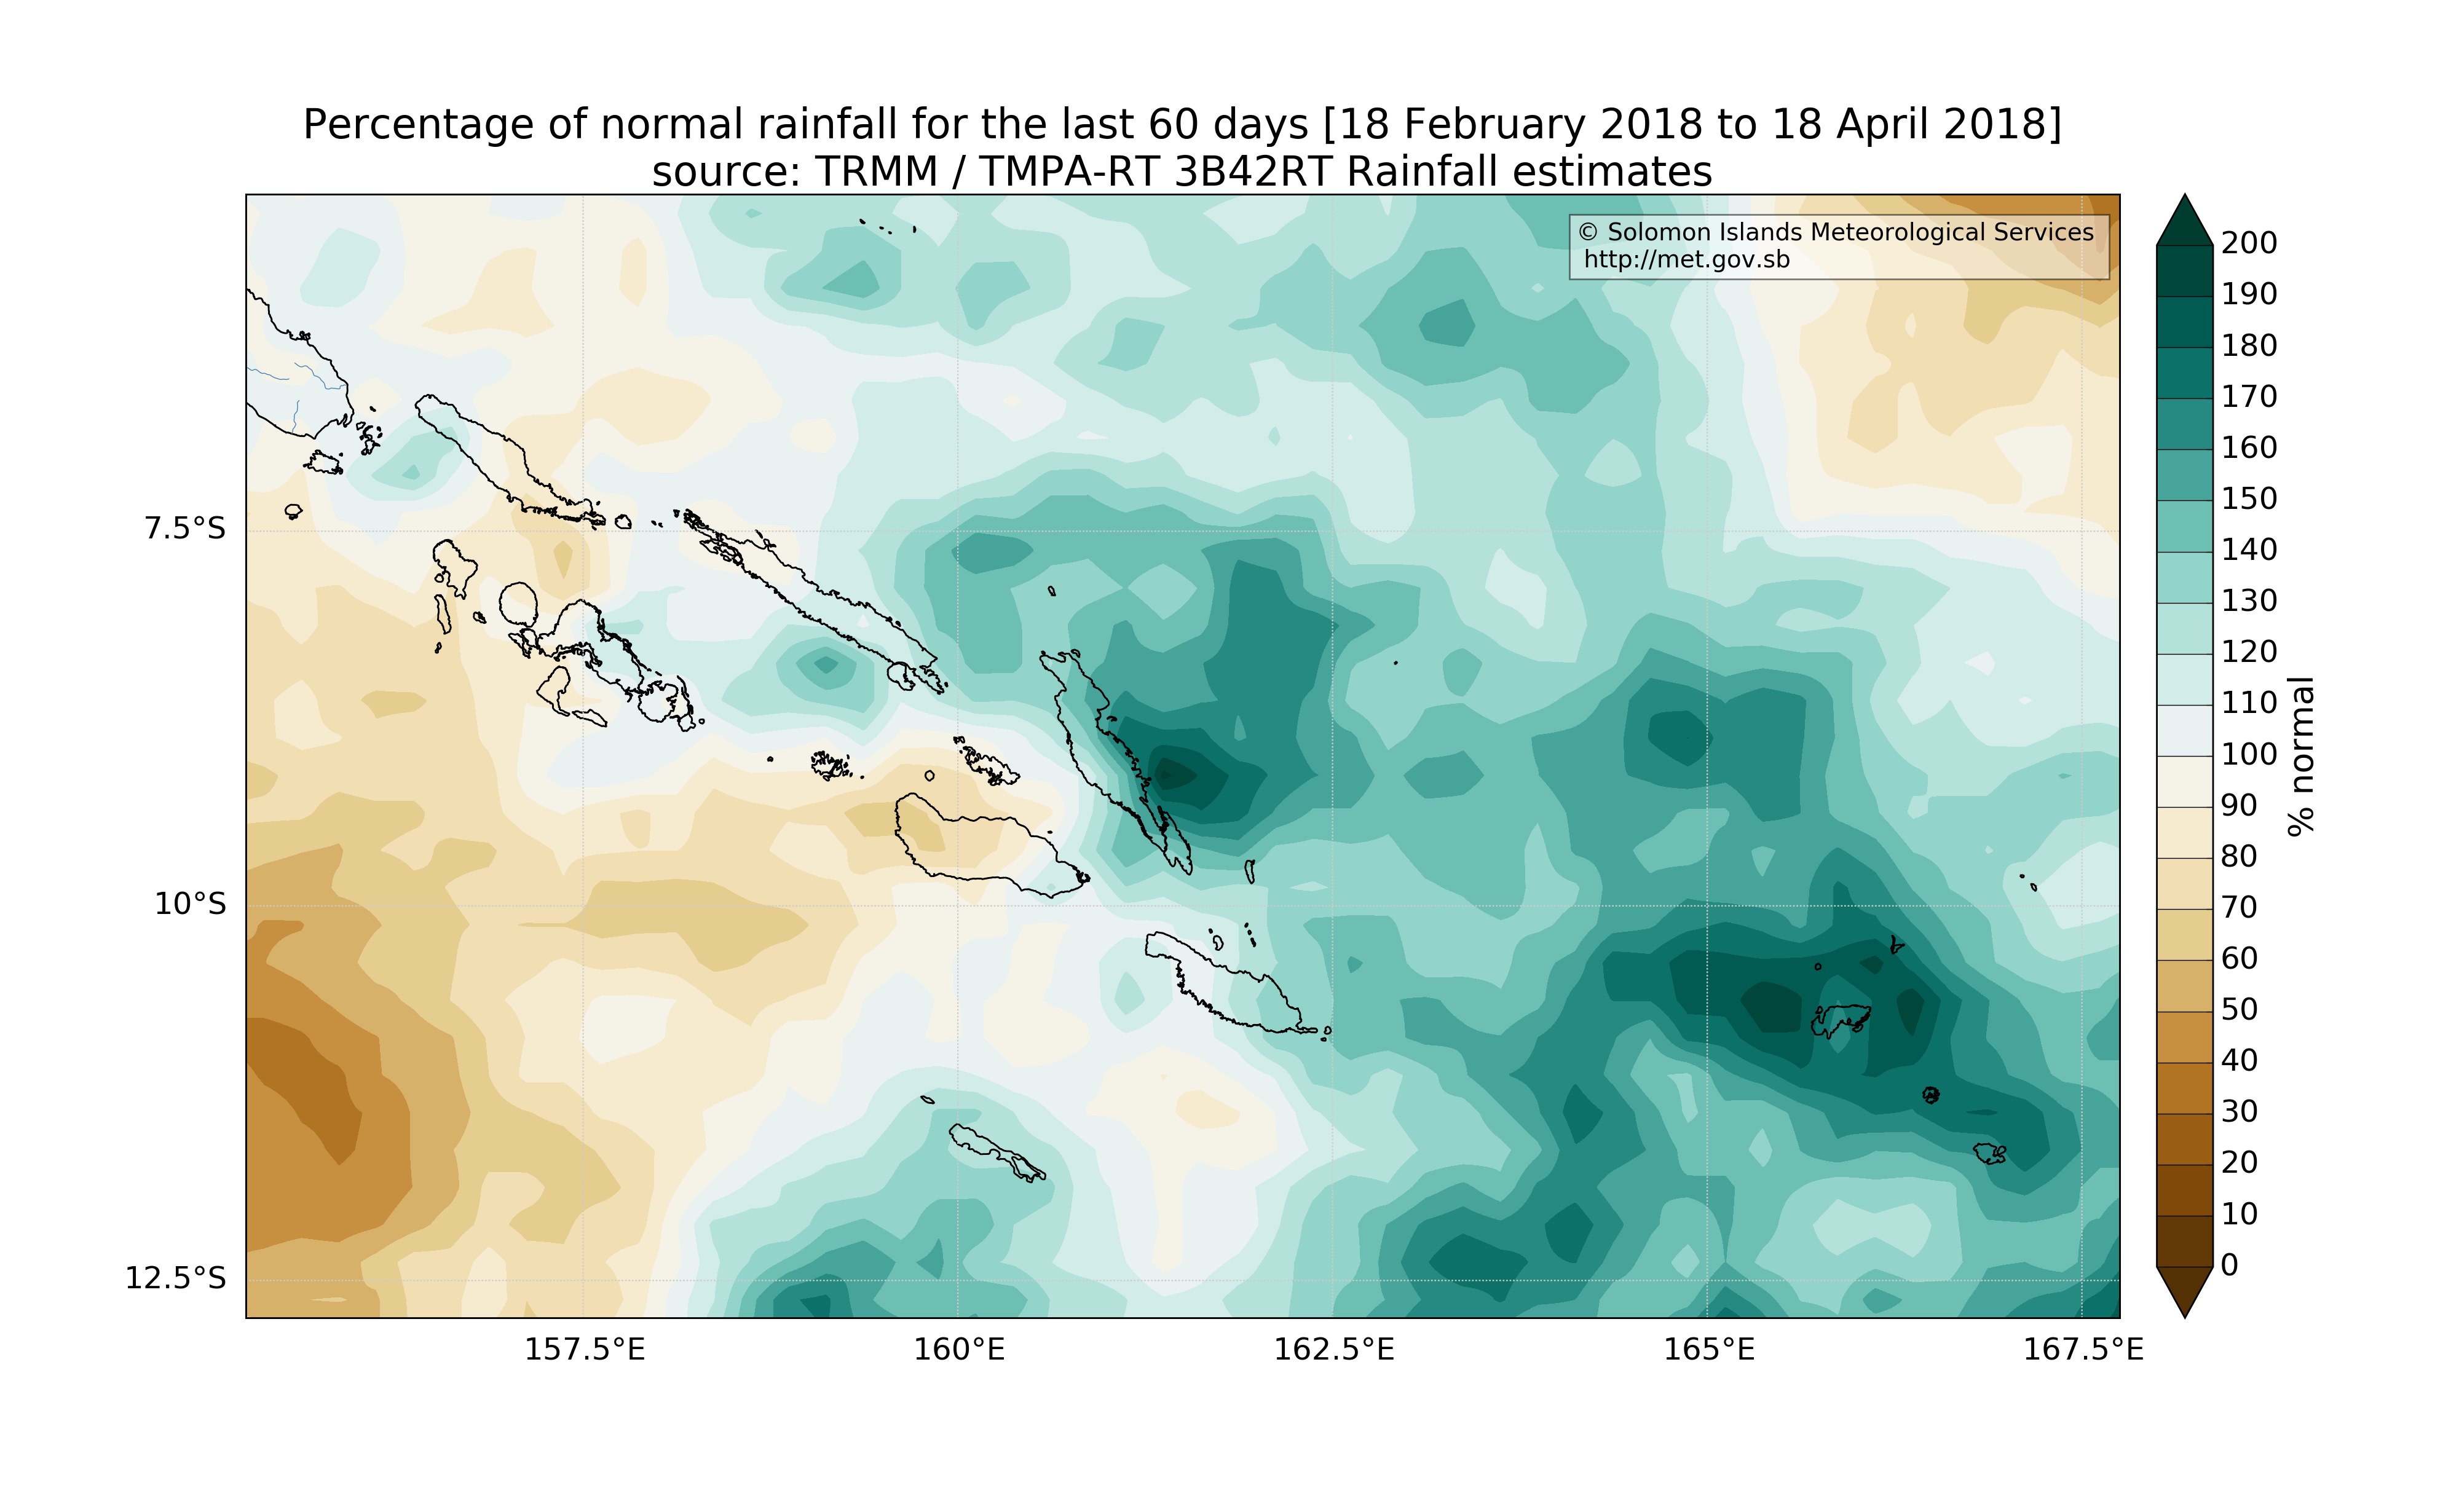 Percentage of normal rainfall for the last 60 days [18 February 2018 to 18 April 2018]
source: TRMM / TMPA-RT 3B42RT Rainfall estimates
© Solomon Islands Meteorological Services
http://met.gov.sb
7.5°S
10°S
12.5°S
157.5°E
160°E
162.5°E
165°E
167.5°E
200
190
180
170
160
150
140
130
120
110
100
90
80
70
60
50
40
30
20
10
0
% normal